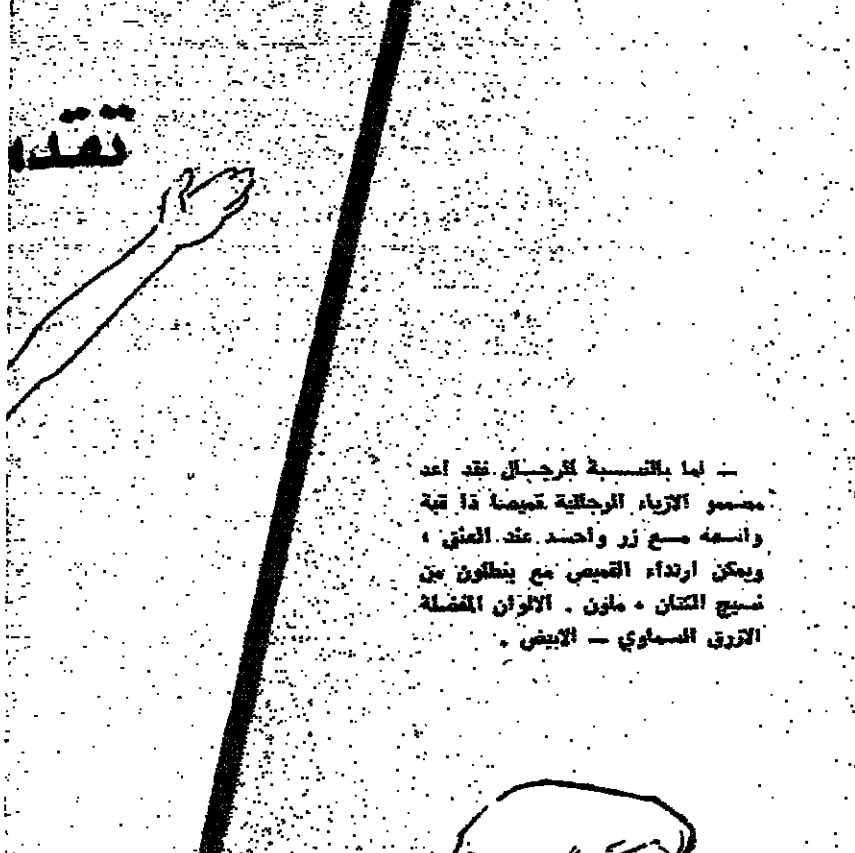 — اما بالنسبة للرجال فقد اعد
مصممو الازياء الرجالية قميصا ذا قبة
واسعة مع زر واحد عند العنق ،
ويمكن ارتداء القميص مع بنطلون من
نسيج الكتان ، ملون . الالوان المفضلة
الازرق السماوي — الابيض .